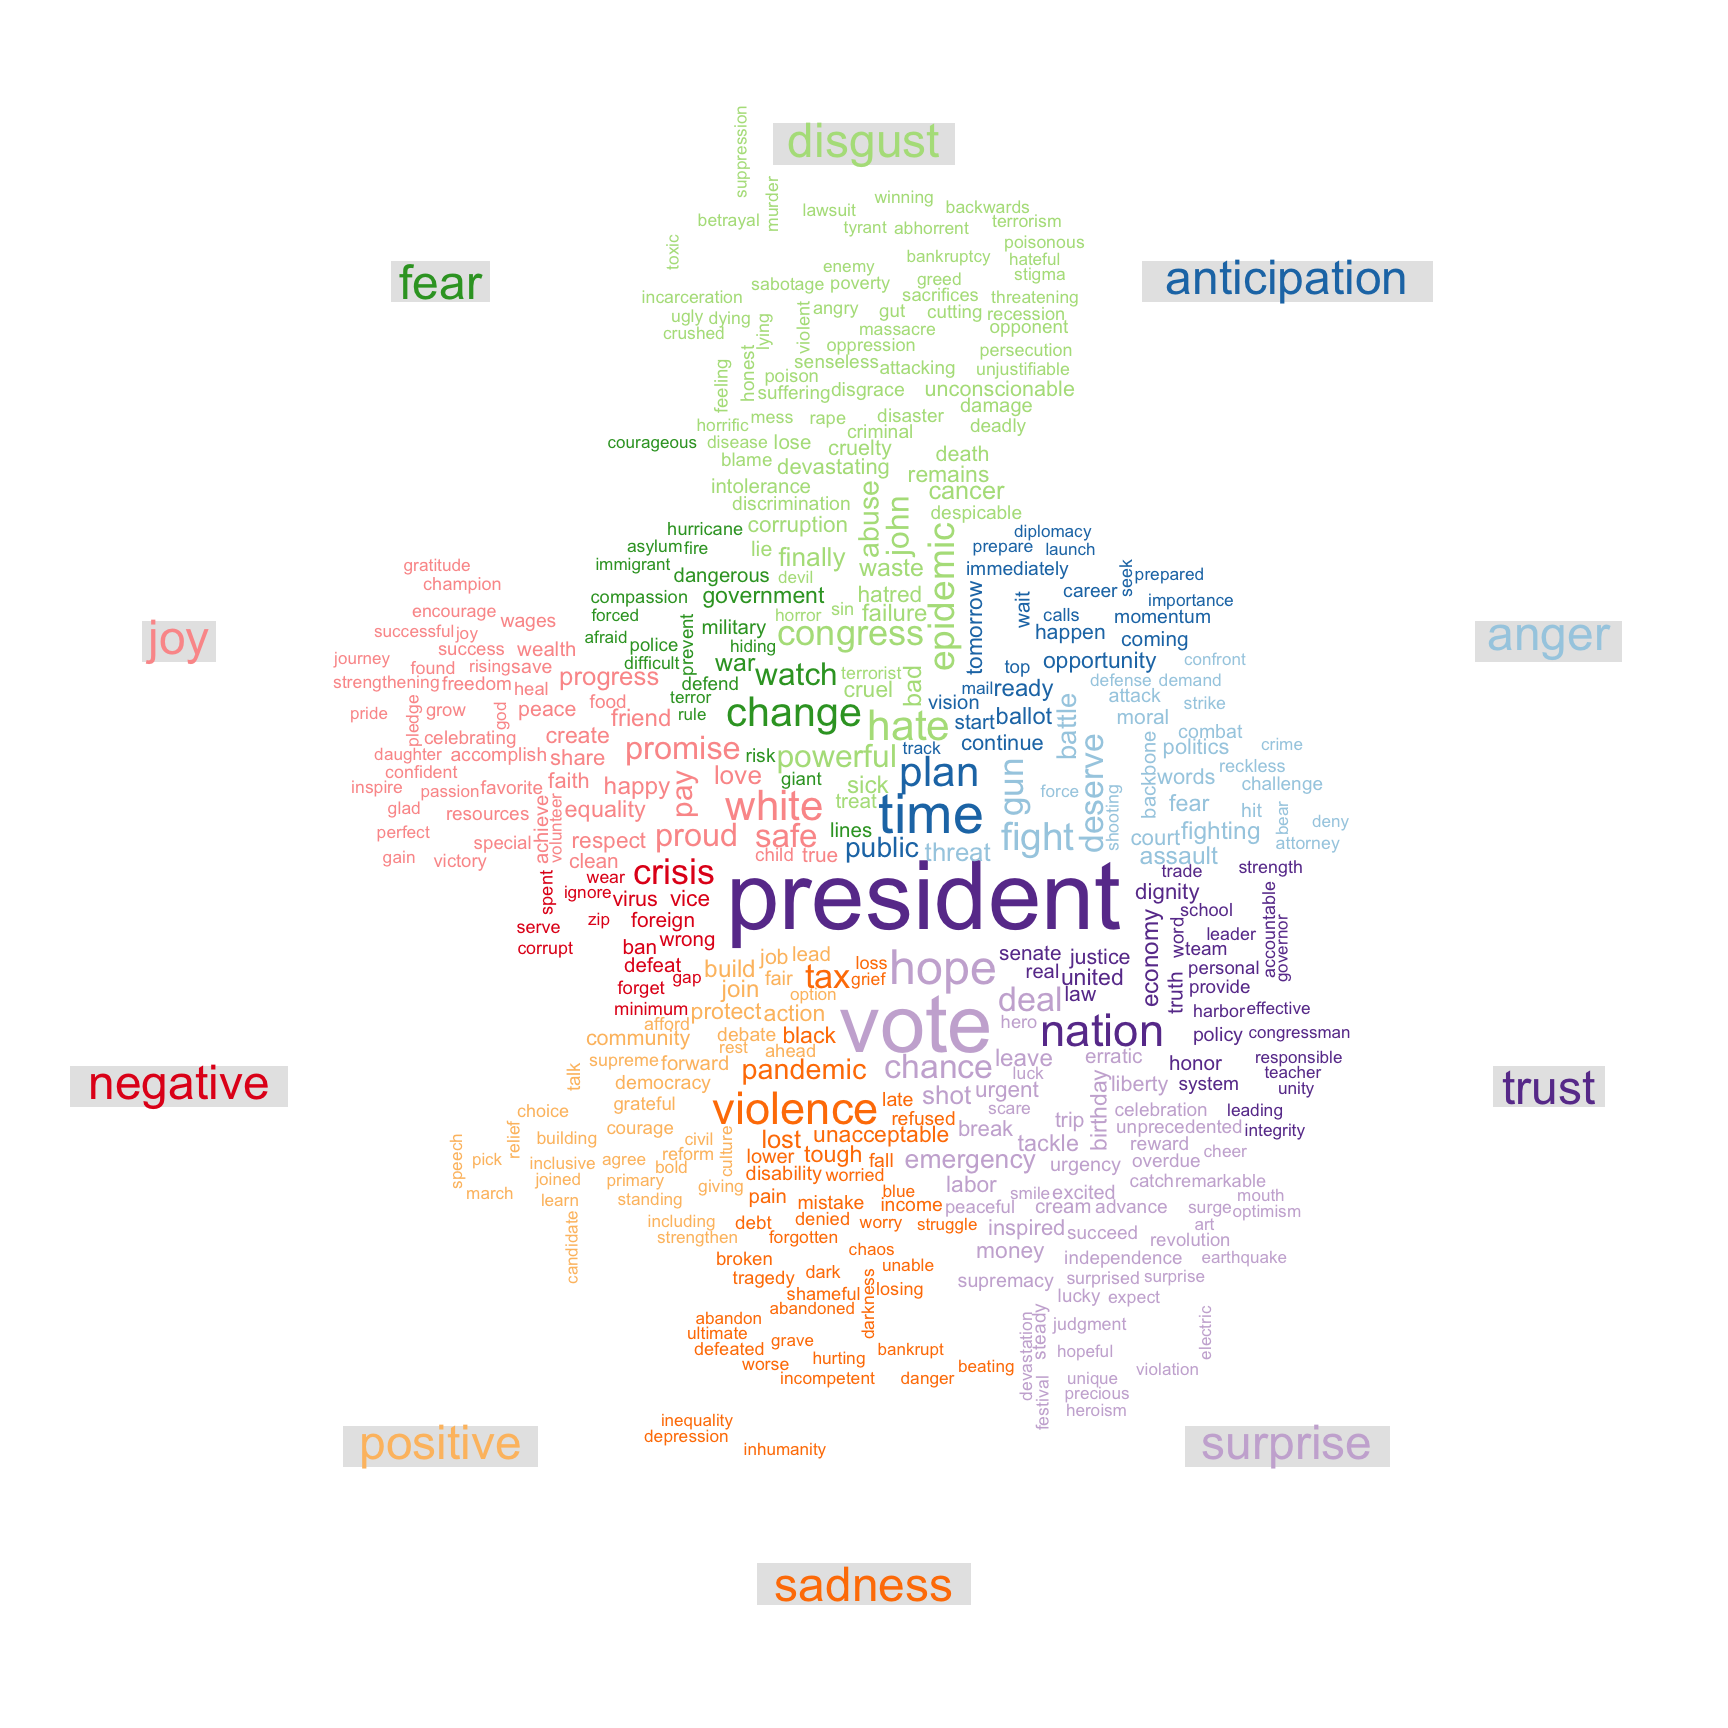 disgust
suppression
murder
winning
betrayal
lawsuit
backwards
tyrant
abhorrent
terrorism
toxic
poisonous
bankruptcy
hateful
enemy
stigma
fear
anticipation
sabotage
poverty
greed
incarceration
sacrifices
threatening
angry
gut
cutting
recession
ugly
dying
crushed
lying
violent
massacre
opponent
oppression
persecution
senseless
attacking
unjustifiable
feeling
honest
poison
suffering
disgrace
unconscionable
damage
mess
rape
disaster
deadly
horrific
criminal
courageous
disease
lose
cruelty
blame
devastating
death
remains
intolerance
cancer
discrimination
abuse
john
despicable
hurricane
corruption
epidemic
diplomacy
asylum
fire
lie
finally
prepare
launch
immigrant
dangerous
devil
waste
immediately
seek
prepared
gratitude
champion
compassion
government
hatred
tomorrow
wait
career
importance
encourage
wages
forced
horror
sin
failure
calls
momentum
joy
successful
joy
afraid
police
prevent
military
congress
happen
coming
anger
success
wealth
hiding
journey
found
rising
save
difficult
war
watch
terrorist
bad
top
opportunity
confront
strengthening
freedom
heal
progress
defend
cruel
mail
ready
defense
demand
pride
pledge
grow
god
peace
food
terror
vision
attack
strike
friend
rule
change
hate
start
ballot
battle
moral
celebrating
create
promise
continue
combat
daughter
accomplish
share
risk
powerful
track
politics
crime
confident
faith
happy
pay
love
giant
sick
plan
gun
deserve
backbone
words
reckless
inspire
passion
favorite
treat
force
challenge
glad
resources
achieve
volunteer
equality
white
time
shooting
fear
hit
bear
perfect
special
respect
proud
safe
lines
public
threat
fight
court
fighting
deny
gain
victory
clean
child
true
assault
attorney
spent
wear
crisis
president
trade
strength
ignore
virus
vice
dignity
serve
zip
foreign
school
accountable
governor
corrupt
ban
wrong
economy
word
leader
team
defeat
gap
build
job
lead
loss
hope
senate
justice
personal
forget
join
fair
tax
grief
real
united
truth
provide
minimum
option
deal
law
harbor
effective
afford
protect
action
vote
hero
nation
policy
congressman
community
debate
black
rest
ahead
chance
leave
erratic
honor
responsible
negative
trust
talk
supreme
forward
pandemic
luck
teacher
democracy
shot
urgent
birthday
liberty
system
unity
choice
grateful
violence
late
scare
celebration
leading
courage
refused
trip
unprecedented
integrity
speech
relief
building
civil
culture
lost
unacceptable
break
tackle
reward
cheer
pick
inclusive
agree
reform
bold
lower
tough
fall
emergency
urgency
overdue
joined
primary
disability
worried
catch
remarkable
march
learn
standing
giving
pain
mistake
blue
income
labor
smile
excited
mouth
peaceful
cream
advance
surge
optimism
candidate
including
debt
denied
worry
struggle
inspired
succeed
art
strengthen
forgotten
revolution
broken
chaos
unable
money
independence
earthquake
tragedy
dark
darkness
losing
supremacy
surprised
surprise
shameful
lucky
expect
abandoned
abandon
devastation
steady
judgment
electric
ultimate
grave
defeated
bankrupt
hopeful
worse
hurting
beating
violation
incompetent
danger
unique
festival
precious
inequality
heroism
depression
positive
inhumanity
surprise
sadness